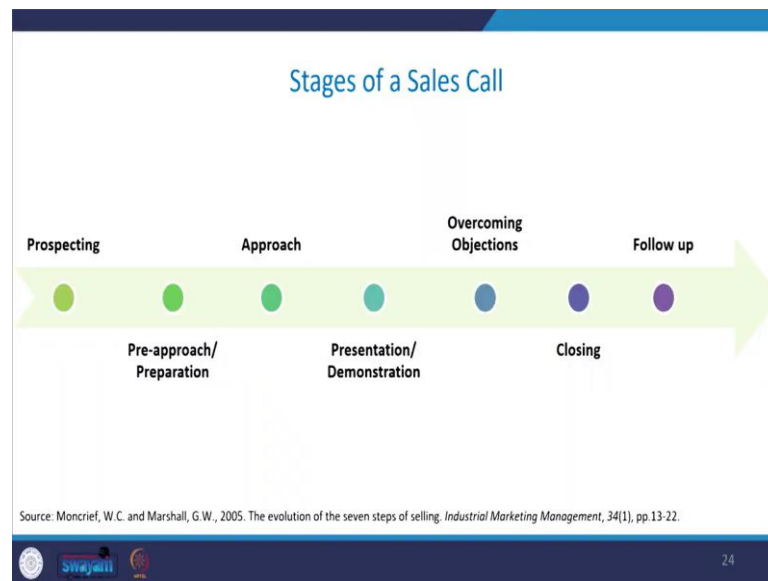 Stages of a Sales Call
Prospecting
Pre-approach/
Preparation
Approach
Presentation/
Demonstration
Overcoming
Objections
Closing
Follow up
Source: Moncrief, W.C. and Marshall, G.W., 2005. The evolution of the seven steps of selling. Industrial Marketing Management, 34(1), pp.13-22.
swayam
24